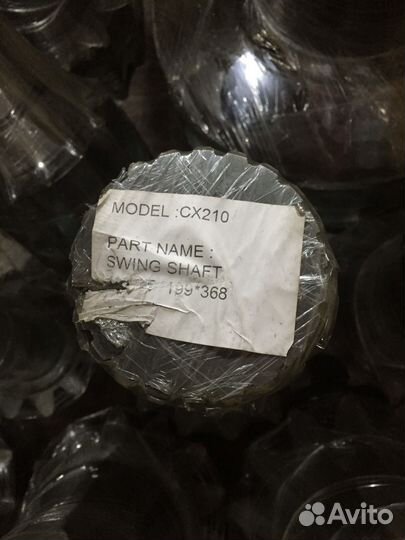 MODEL :CX210
PART NAME :
SWING SHAFT
199*368
Avito